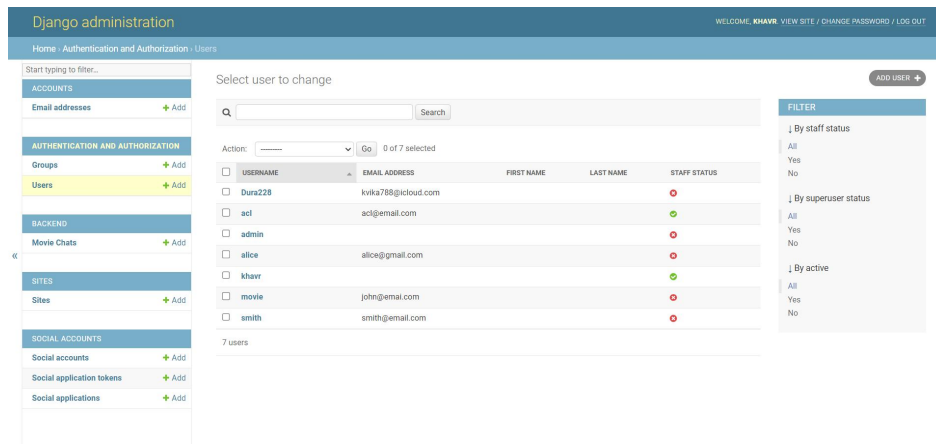 Django administration
WELCOME, KHAVR. VIEW SITE / CHANGE PASSWORD / LOG OUT
Home › Authentication and Authorization › Users
Start typing to filter...
ACCOUNTS
Email addresses + Add
AUTHENTICATION AND AUTHORIZATION
Groups + Add
Users + Add
BACKEND
Movie Chats + Add
SITES
Sites + Add
SOCIAL ACCOUNTS
Social accounts + Add
Social application tokens + Add
Social applications + Add
«
Select user to change
ADD USER +
Search
Action: --------- Go 0 of 7 selected
USERNAME EMAIL ADDRESS FIRST NAME LAST NAME STAFF STATUS
Dura228 kvika788@icloud.com
acl acl@email.com
admin
alice alice@gmail.com
khavr
movie john@emai.com
smith smith@email.com
7 users
FILTER
↓ By staff status
All
Yes
No
↓ By superuser status
All
Yes
No
↓ By active
All
Yes
No